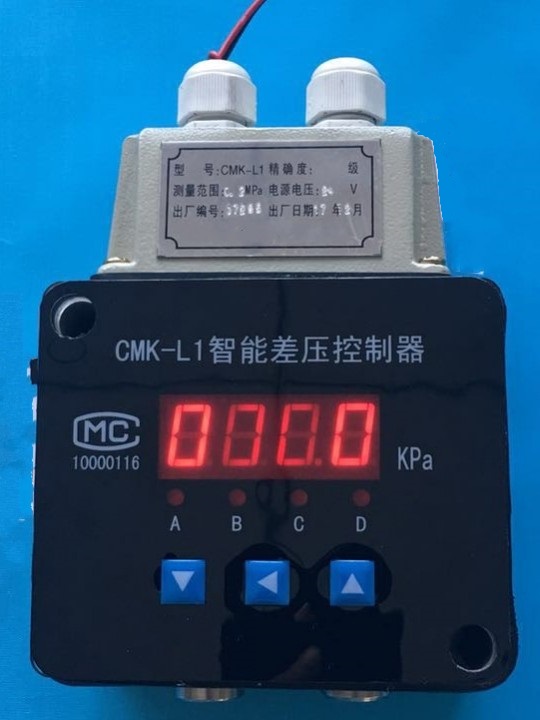 型 号:CMK-L1 精确度: 级
测量范围: MPa 电源电压: V
出厂编号: 出厂日期17 年 月
CMK-L1智能差压控制器
MC
10000116
KPa
A B C D